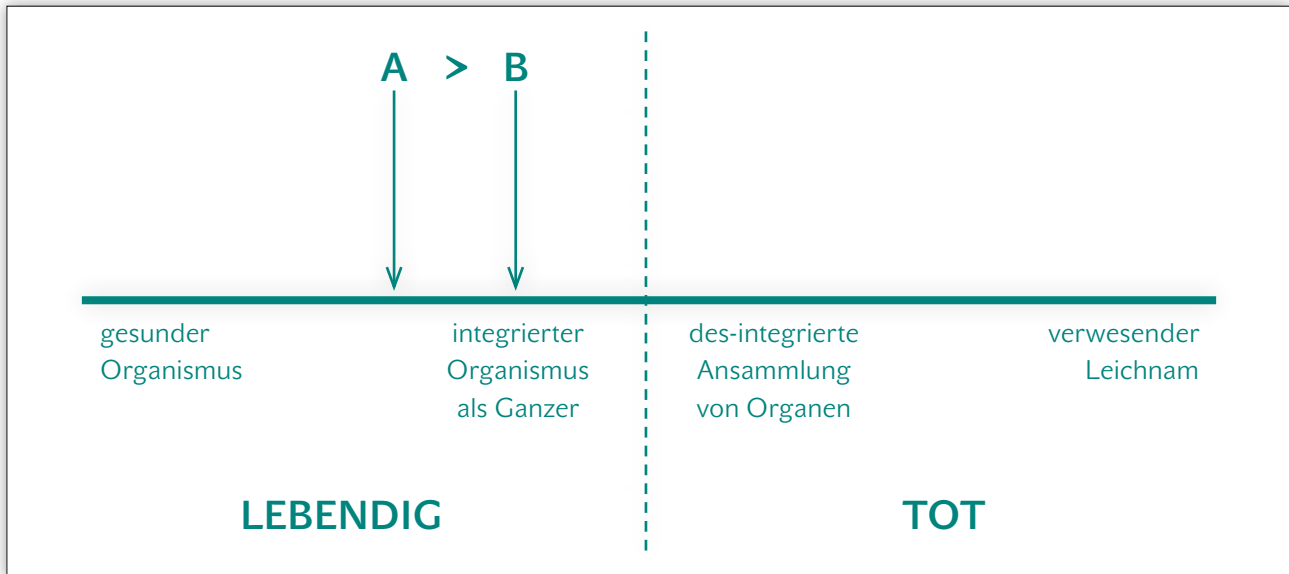 A > B
gesunder
Organismus
integrierter
Organismus
als Ganzer
des-integrierte
Ansammlung
von Organen
verwesender
Leichnam
LEBENDIG
TOT